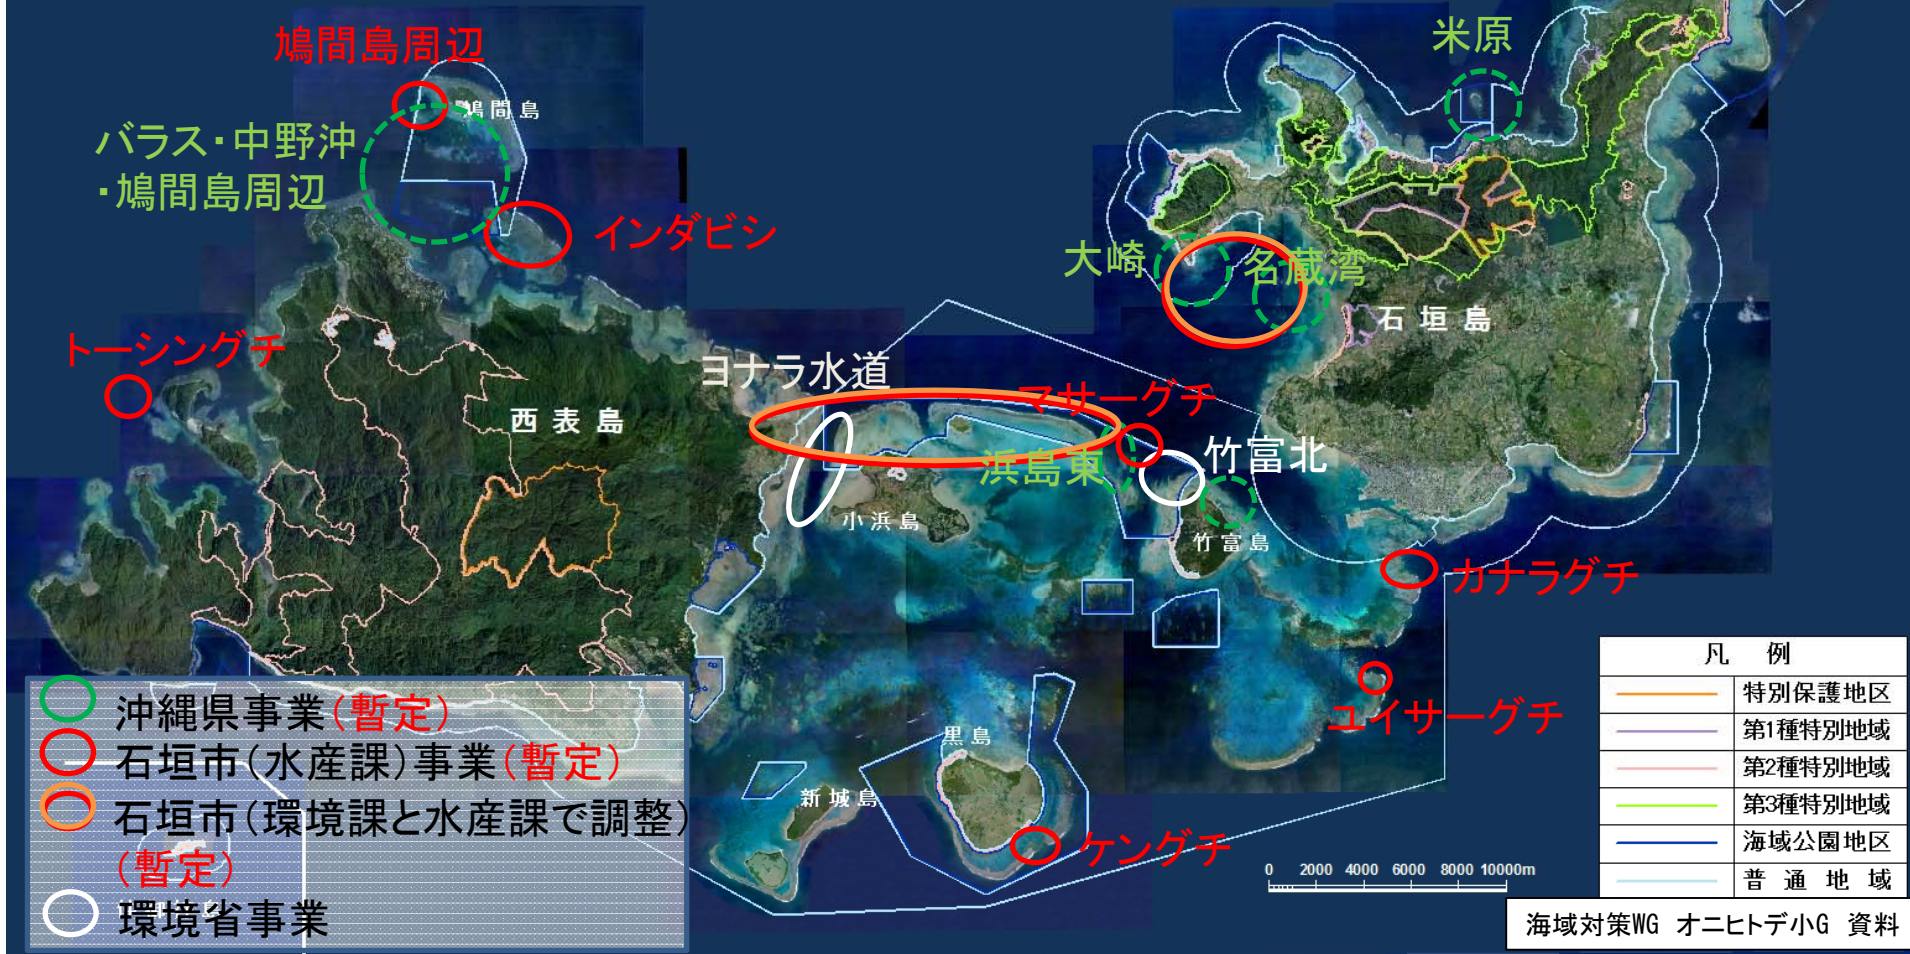 鳩間島周辺
米原
鳩間島
バラス・中野沖
・鳩間島周辺
インダビシ
大崎
名蔵湾
石垣島
トーシングチ
ヨナラ水道
マサーグチ
西表島
竹富北
浜島東
小浜島
竹富島
カナラグチ
ユイサーグチ
黒島
新城島
ケングチ
沖縄県事業(暫定)
石垣市(水産課)事業(暫定)
石垣市(環境課と水産課で調整)
(暫定)
環境省事業
0 2000 4000 6000 8000 10000m
凡 例
特別保護地区
第1種特別地域
第2種特別地域
第3種特別地域
海域公園地区
普通地域
海域対策WG オニヒトデ小G 資料